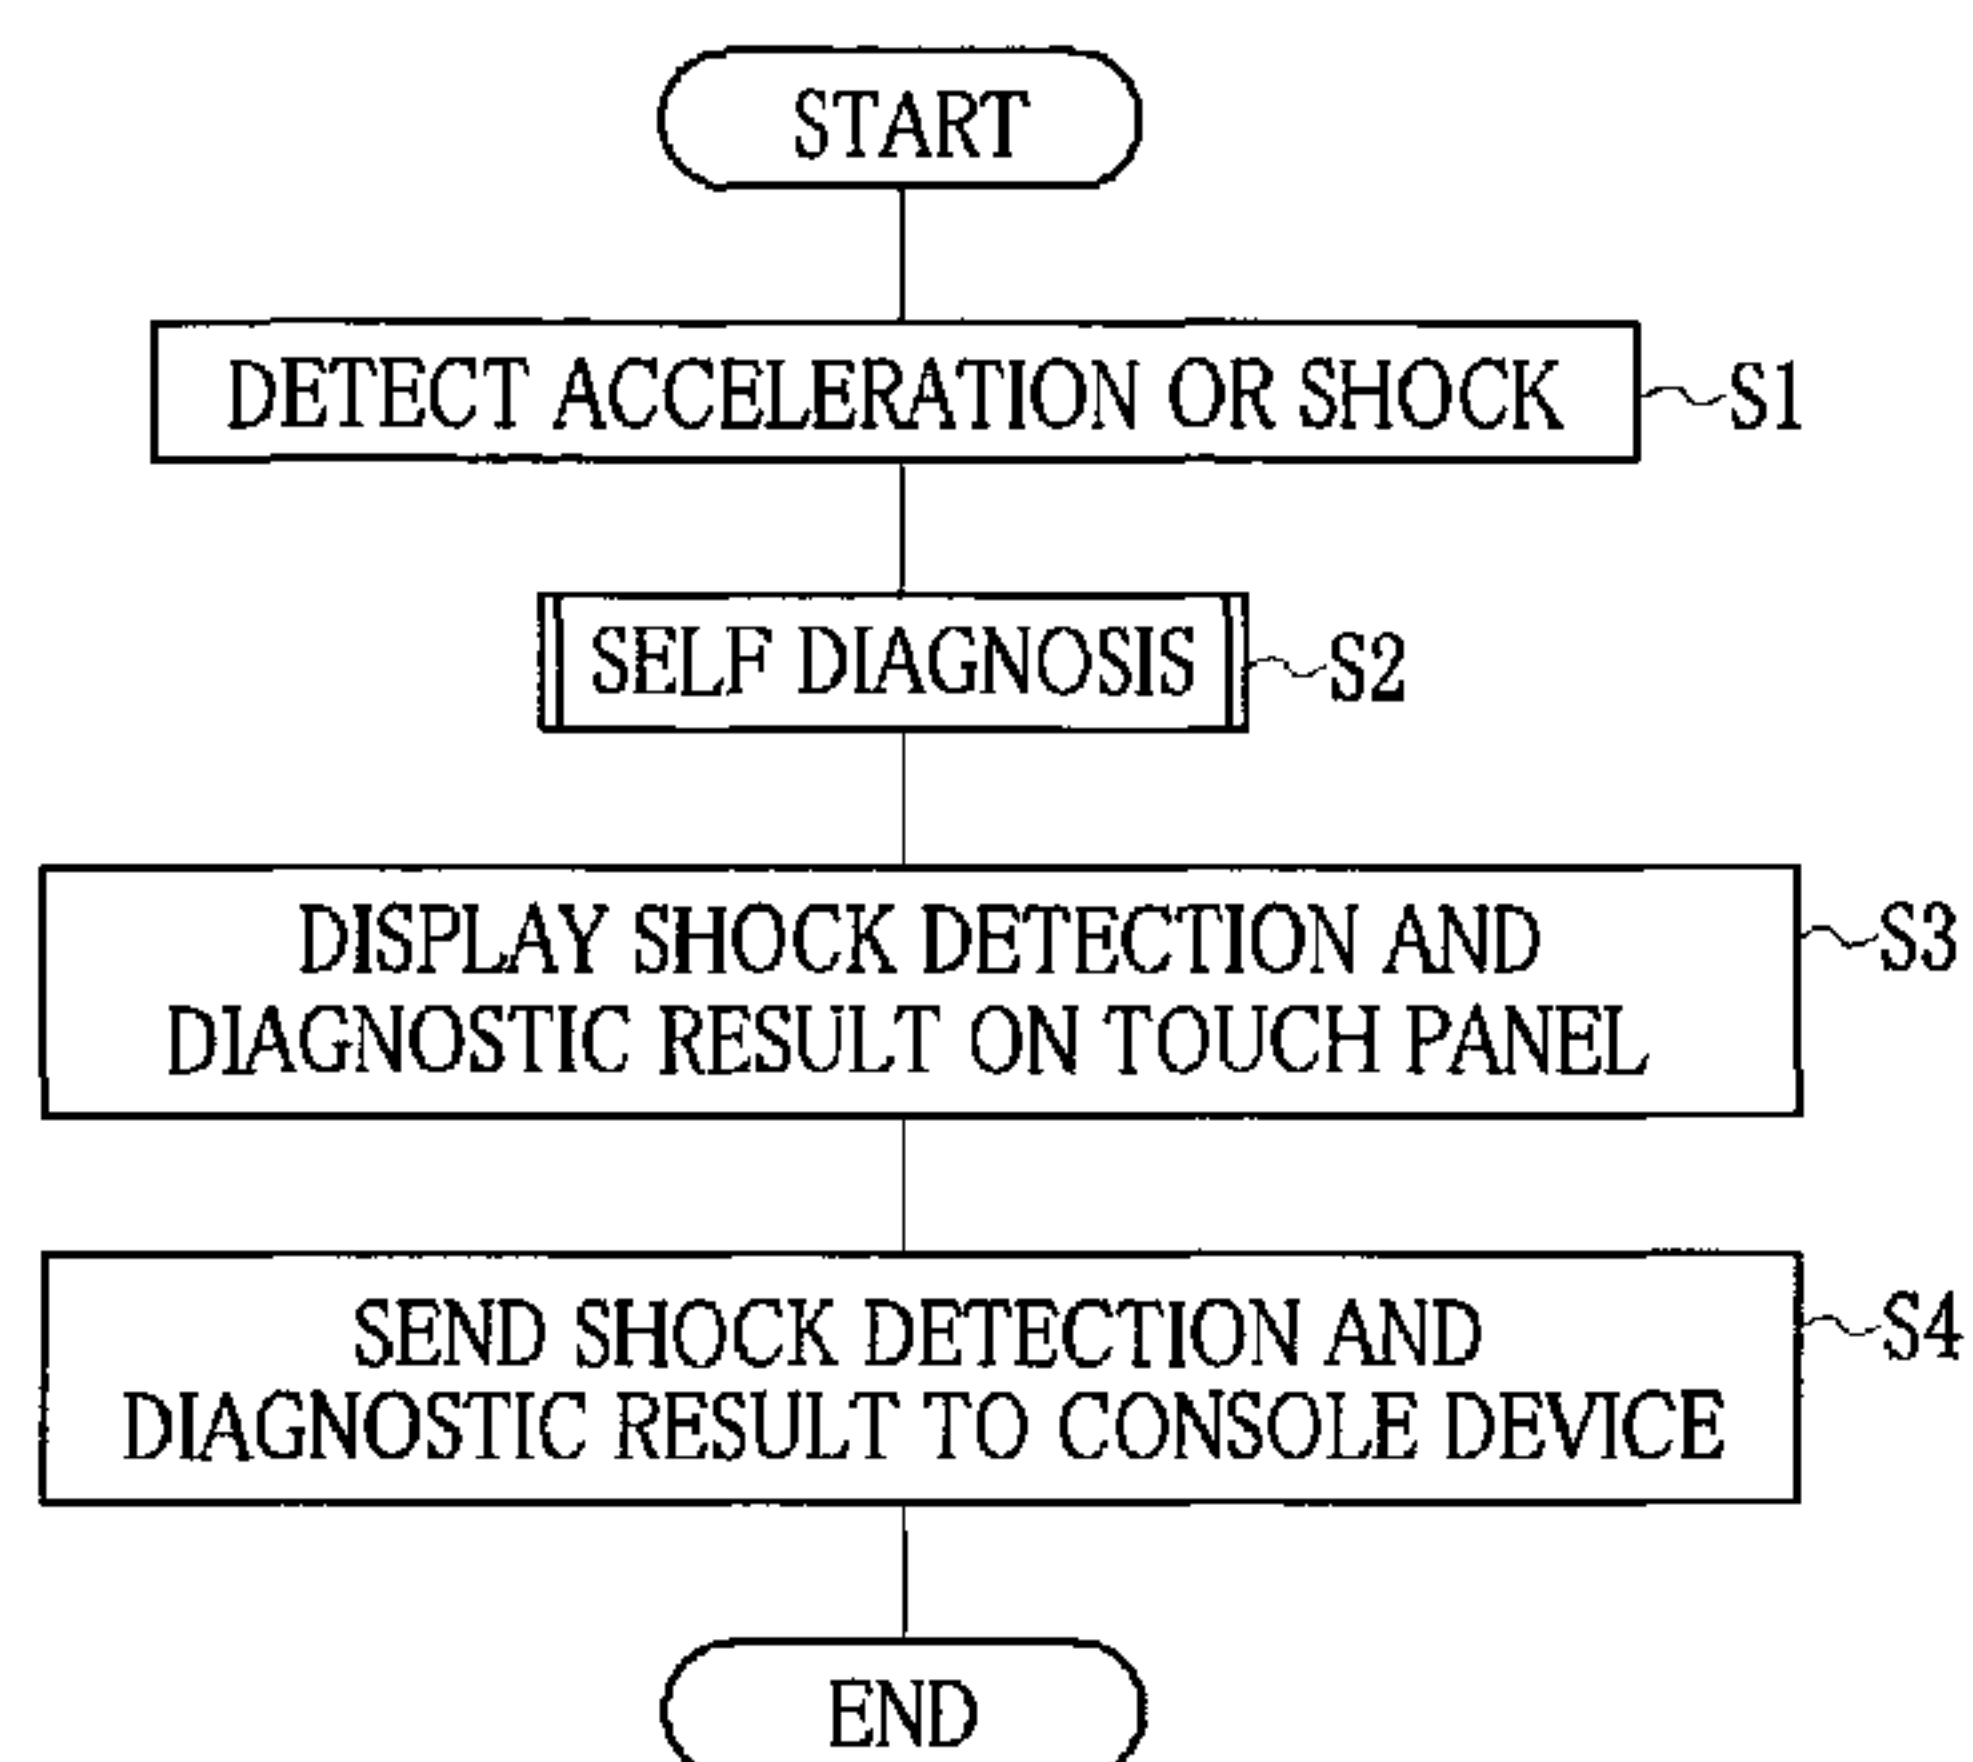 START
DETECT ACCELERATION OR SHOCK
S1
SELF DIAGNOSIS
S2
DISPLAY SHOCK DETECTION AND
DIAGNOSTIC RESULT ON TOUCH PANEL
S3
SEND SHOCK DETECTION AND
DIAGNOSTIC RESULT TO CONSOLE DEVICE
S4
END